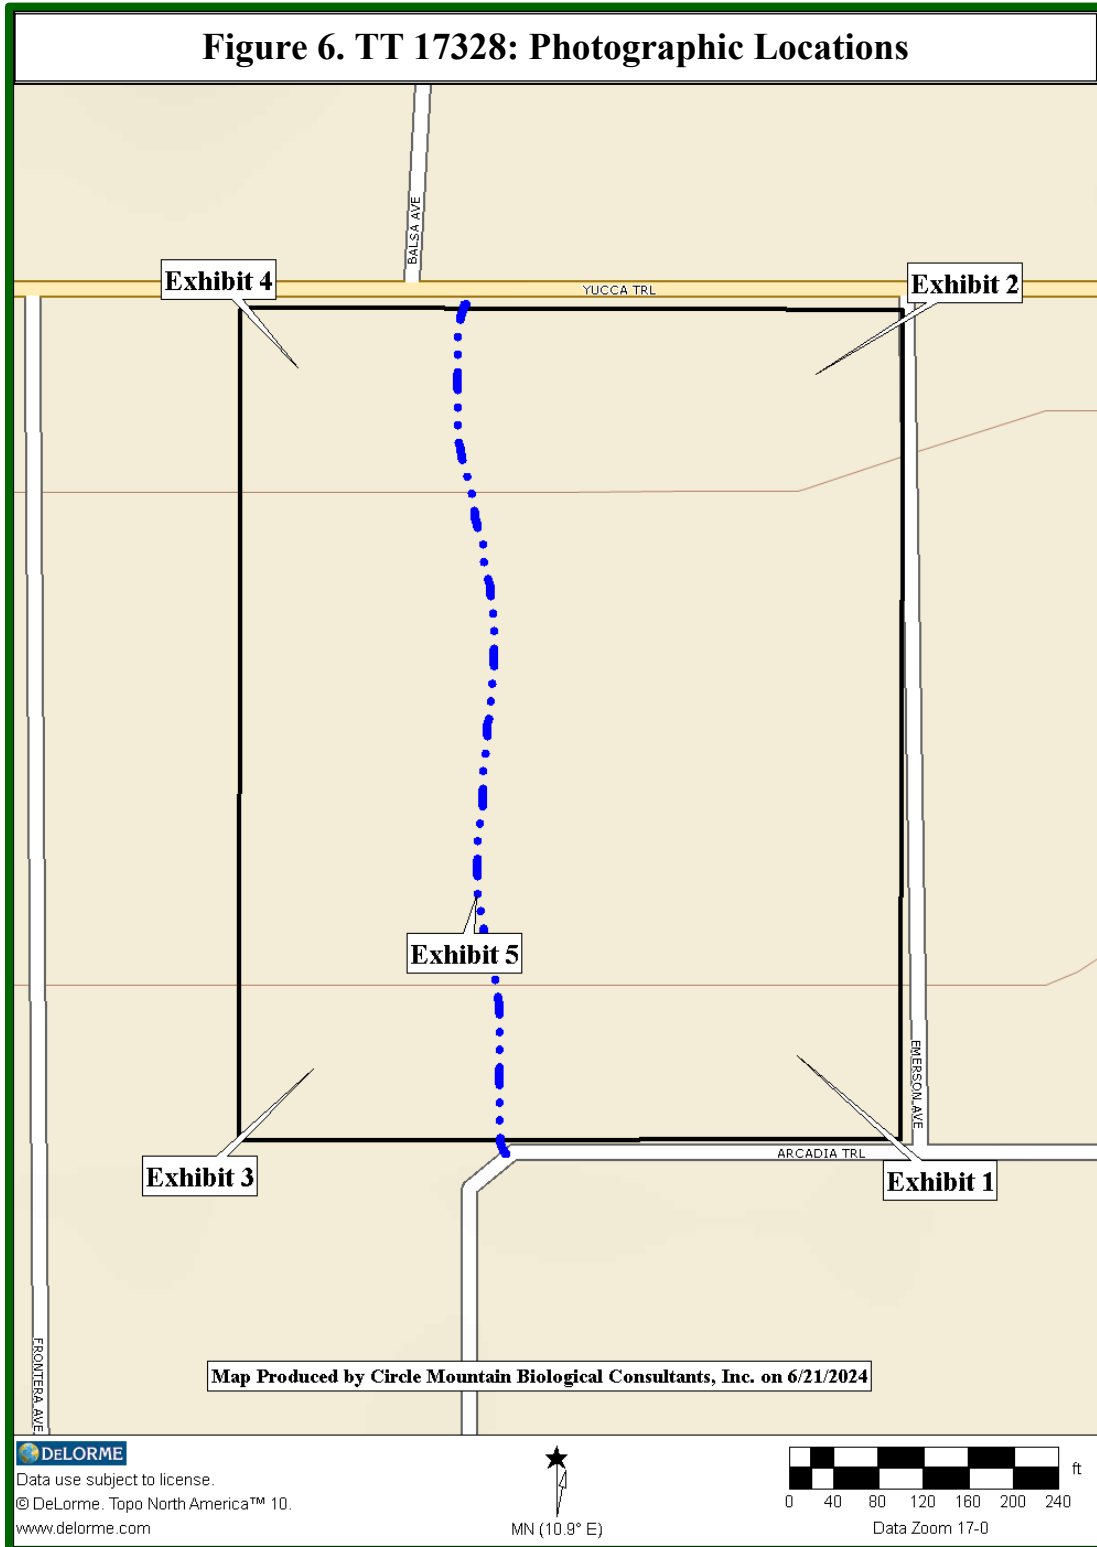 Figure 6. TT 17328: Photographic Locations
BALSA AVE
Exhibit 4
YUCCA TRL
Exhibit 2
Exhibit 5
EMERSON AVE
ARCADIA TRL
Exhibit 3
Exhibit 1
FRONTERA AVE
Map Produced by Circle Mountain Biological Consultants, Inc. on 6/21/2024
DELORME
Data use subject to license.
© DeLorme. Topo North America™ 10.
www.delorme.com
MN (10.9° E)
ft
0 40 80 120 160 200 240
Data Zoom 17-0